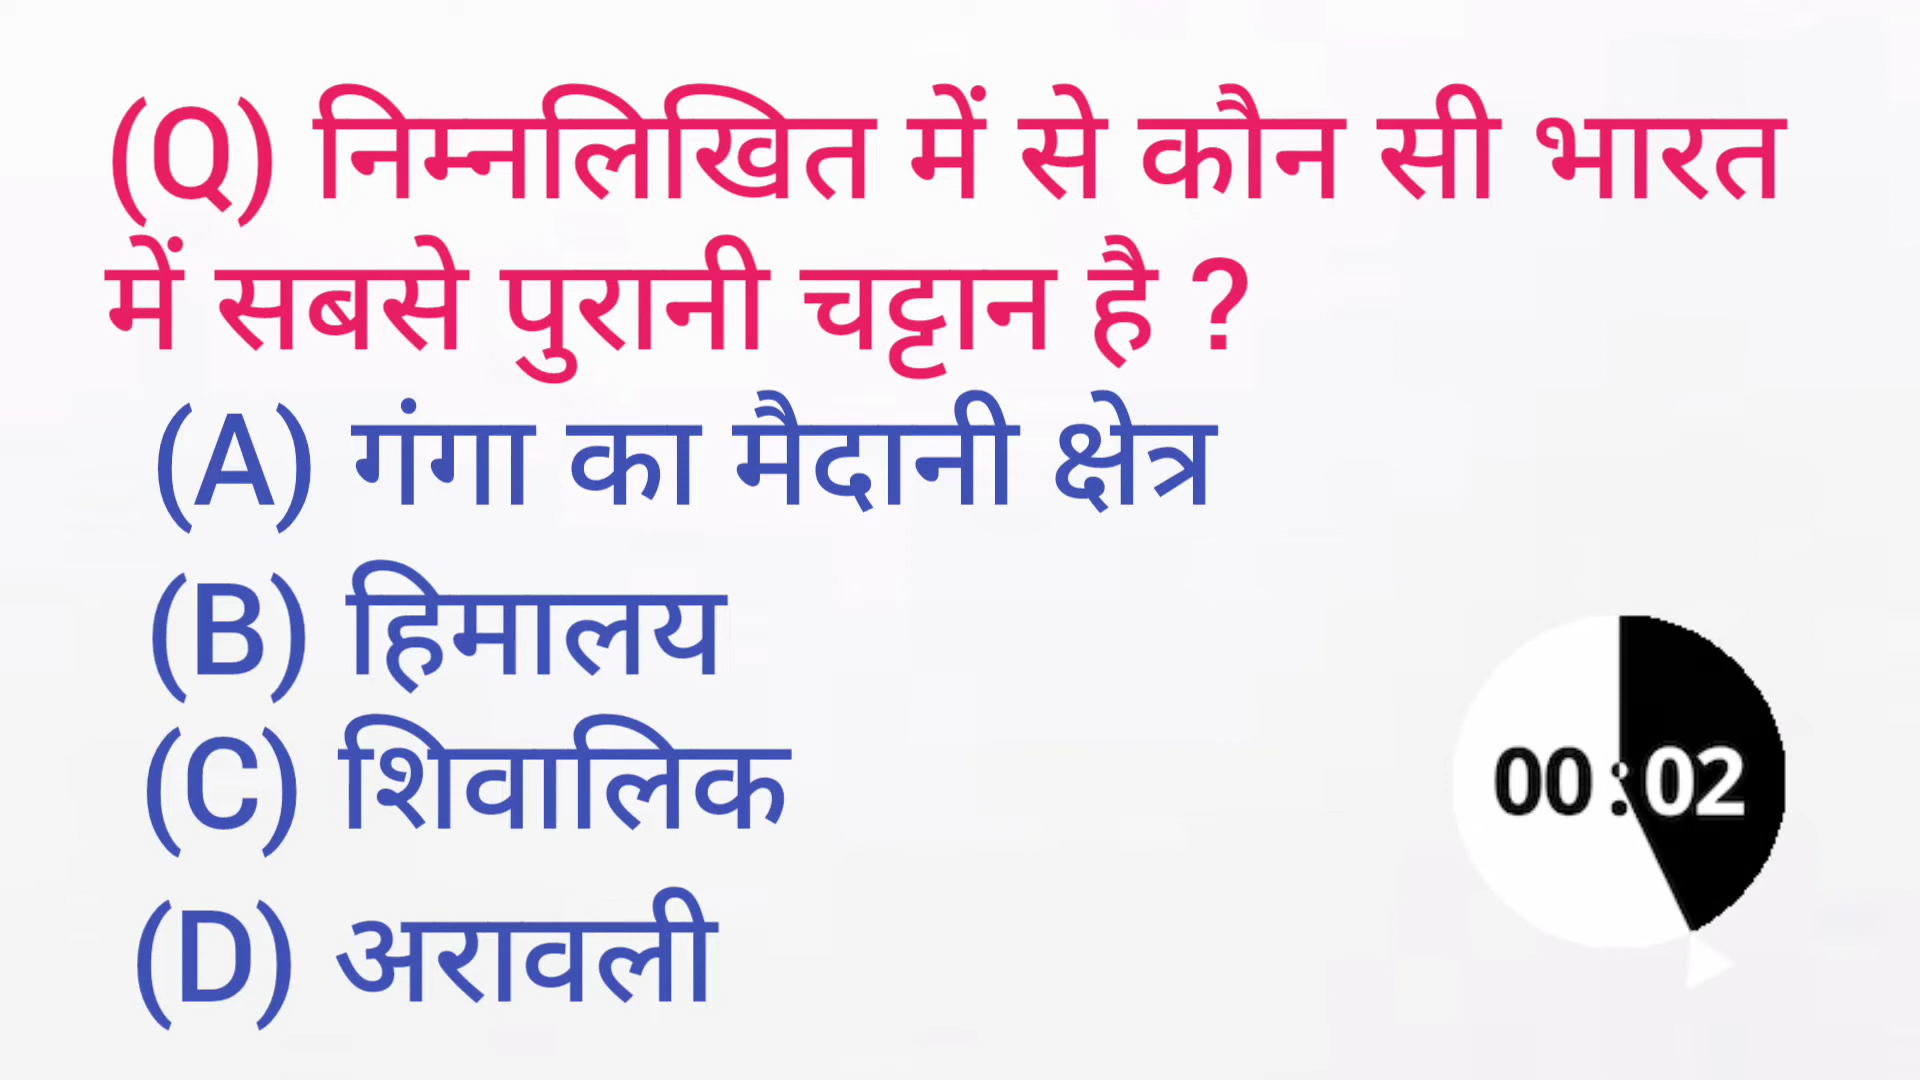 (Q) निम्नलिखित में से कौन सी भारत
में सबसे पुरानी चट्टान है ?
(A) गंगा का मैदानी क्षेत्र
(B) हिमालय
(C) शिवालिक
(D) अरावली
00:02